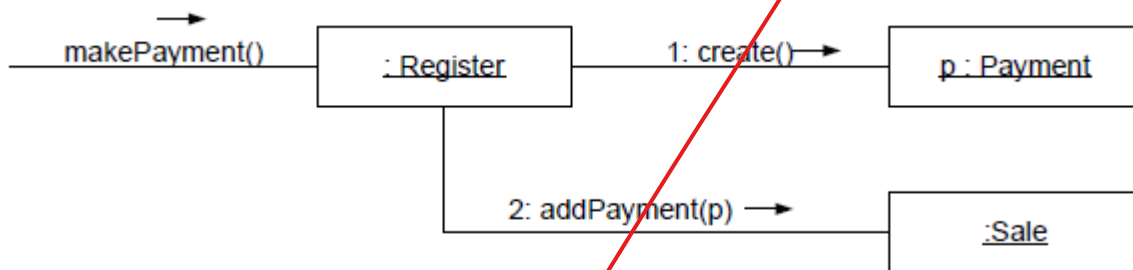 makePayment()
: Register
1: create()
p : Payment
2: addPayment(p)
:Sale